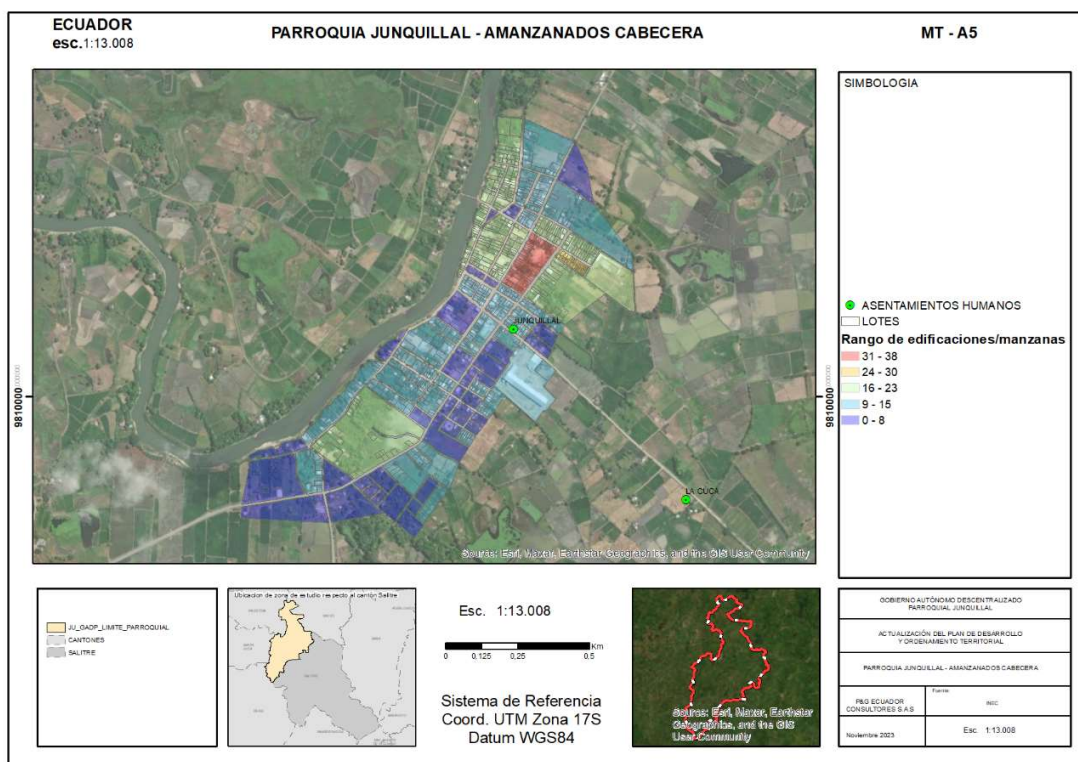 ECUADOR
esc.1:13.008
PARROQUIA JUNQUILLAL - AMANZANADOS CABECERA
MT - A5
9810000
JUNQUILLAL
LA CUCA
Source: Esri, Maxar, Earthstar Geographics, and the GIS User Community
9810000
SIMBOLOGIA
ASENTAMIENTOS HUMANOS
LOTES
Rango de edificaciones/manzanas
31 - 38
24 - 30
16 - 23
9 - 15
0 - 8
JU_GADP_LIMITE_PARROQUIAL
CANTONES
SALITRE
Ubicacion de zona de estudio respecto al cantón Salitre
Esc. 1:13.008
0 0,125 0,25 0,5 Km
Sistema de Referencia
Coord. UTM Zona 17S
Datum WGS84
Source: Esri, Maxar, Earthstar
Geographics, and the GIS
User Community
GOBIERNO AUTÓNOMO DESCENTRALIZADO
PARROQUIAL JUNQUILLAL
ACTUALIZACIÓN DEL PLAN DE DESARROLLO
Y ORDENAMIENTO TERRITORIAL
PARROQUIA JUNQUILLAL - AMANZANADOS CABECERA
P&G ECUADOR
CONSULTORES S.A.S
Fuente:
INEC
Noviembre 2023
Esc. 1:13.008